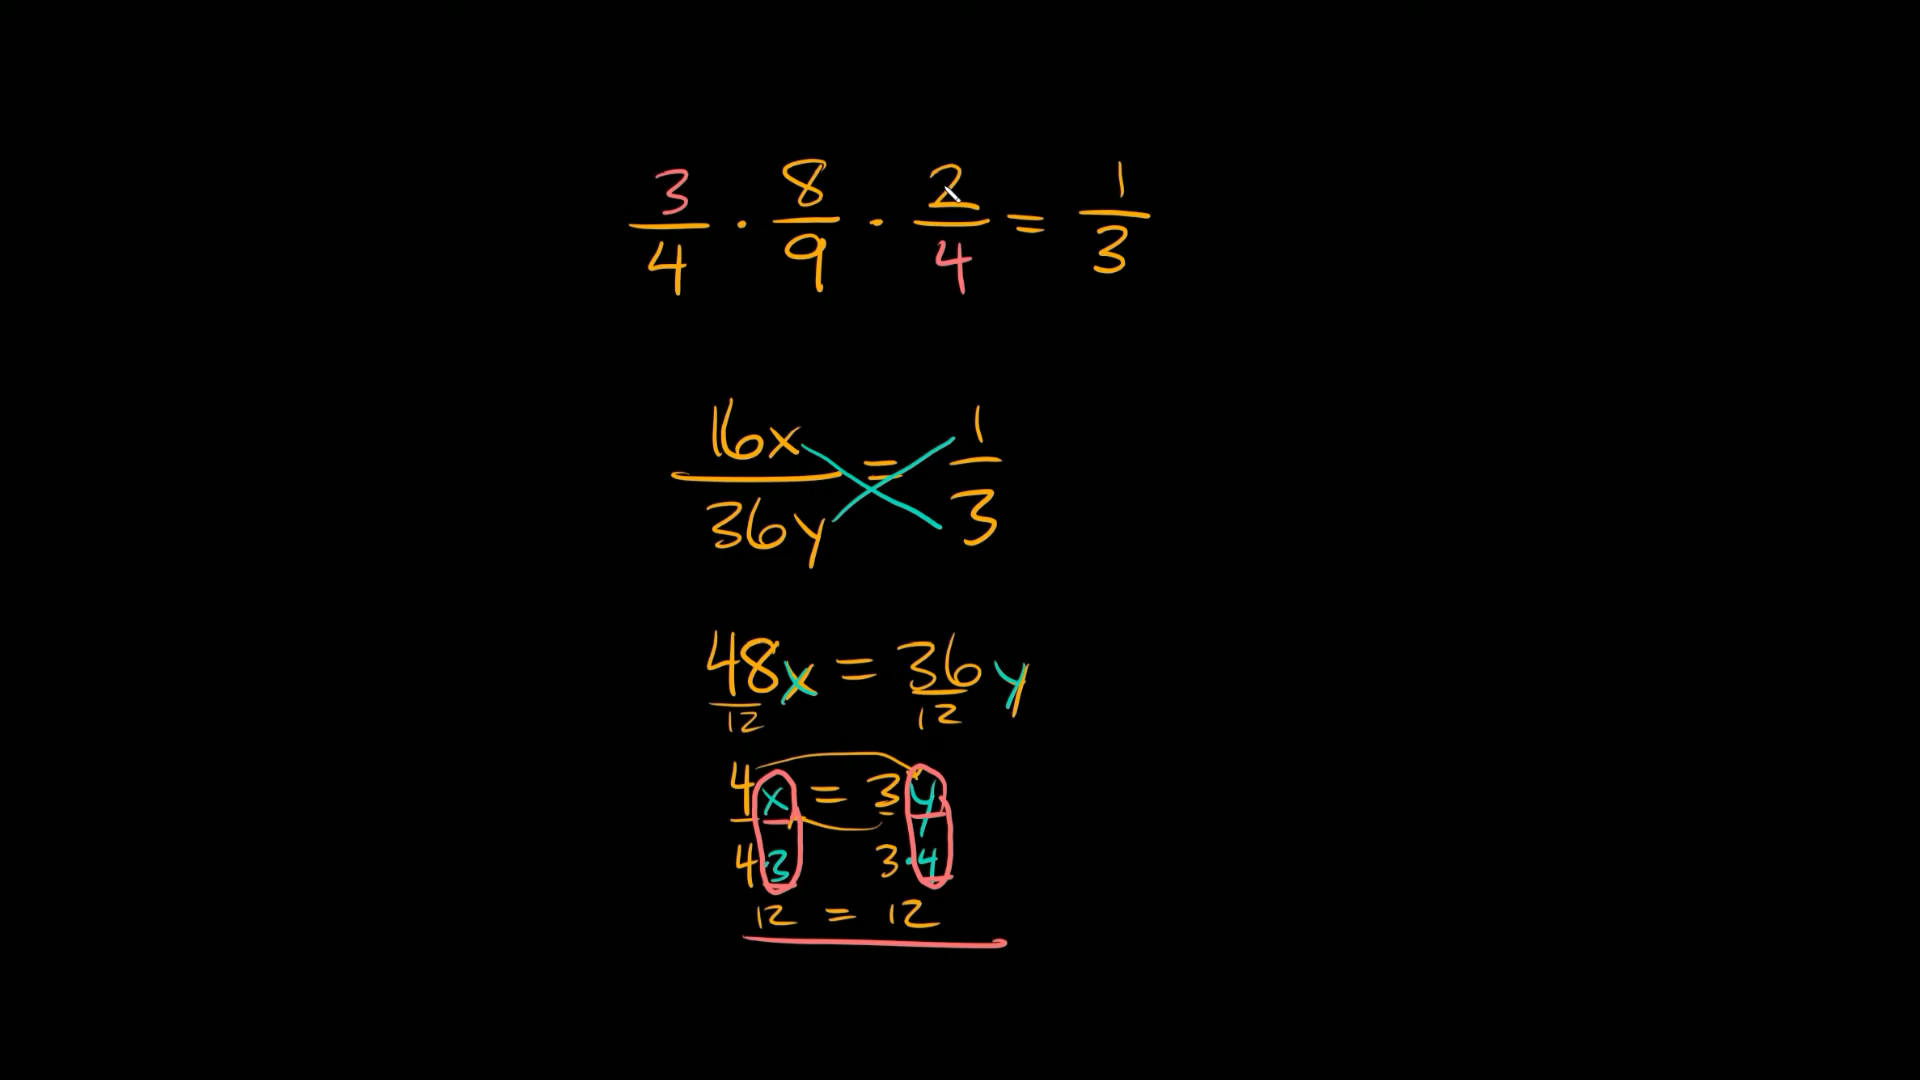 3/4 · 8/9 · 2/4 = 1/3
16x/36y = 1/3
48x/12 = 36y/12
4x = 3y
4·3 3·4
12 = 12